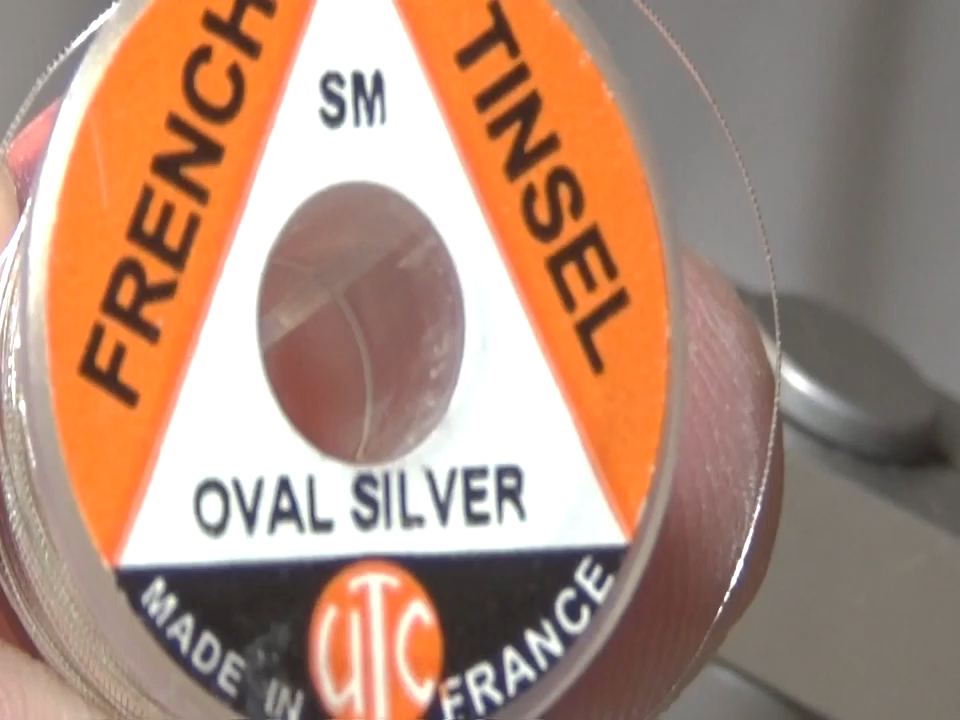 FRENCH
TINSEL
SM
OVAL SILVER
MADE IN
UTC
FRANCE